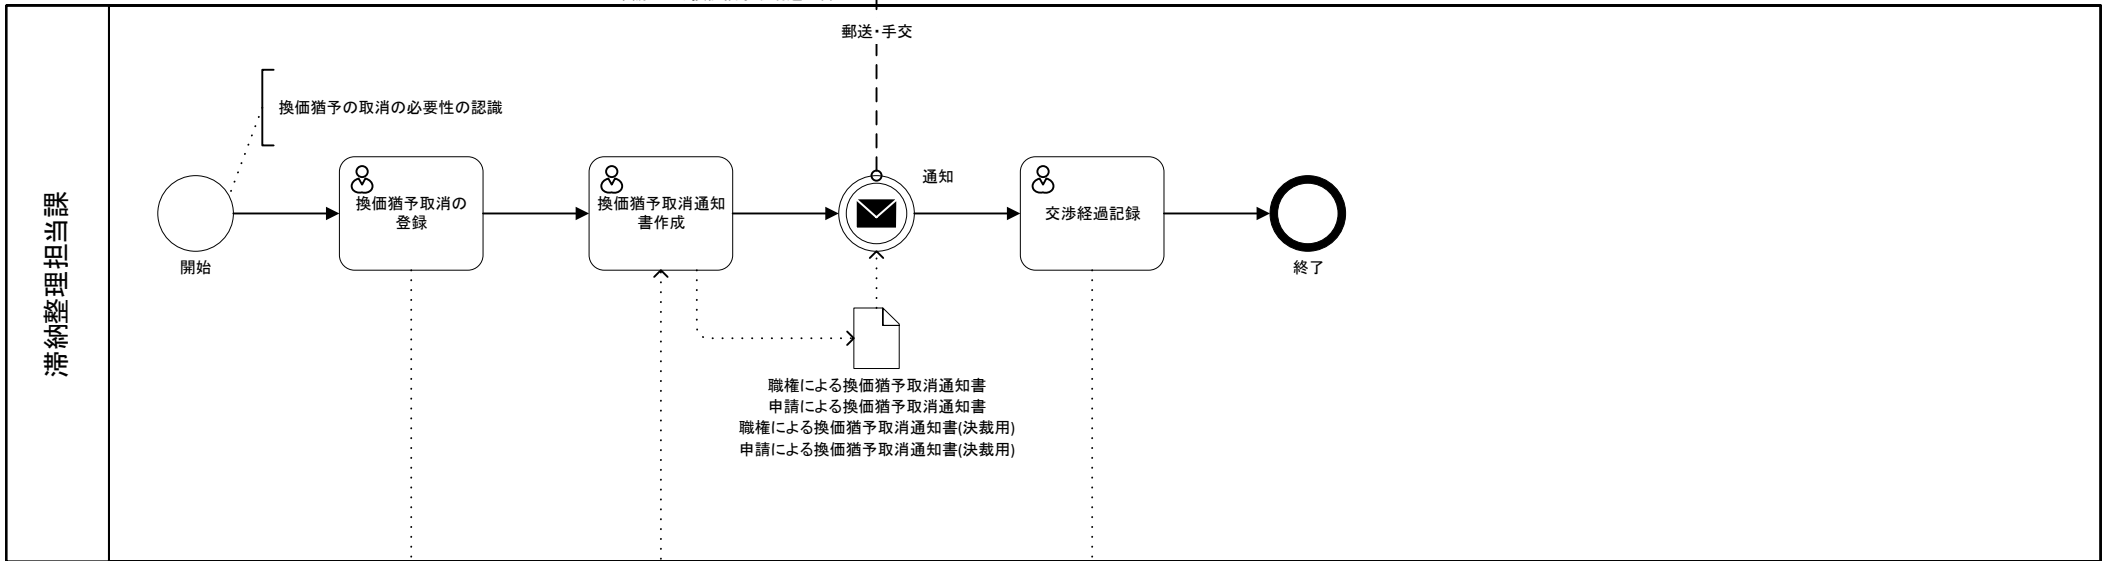 郵送・手交
換価猶予の取消の必要性の認識
滞納整理担当課
開始
換価猶予取消の
登録
換価猶予取消通知
書作成
通知
交渉経過記録
終了
職権による換価猶予取消通知書
申請による換価猶予取消通知書
職権による換価猶予取消通知書(決裁用)
申請による換価猶予取消通知書(決裁用)